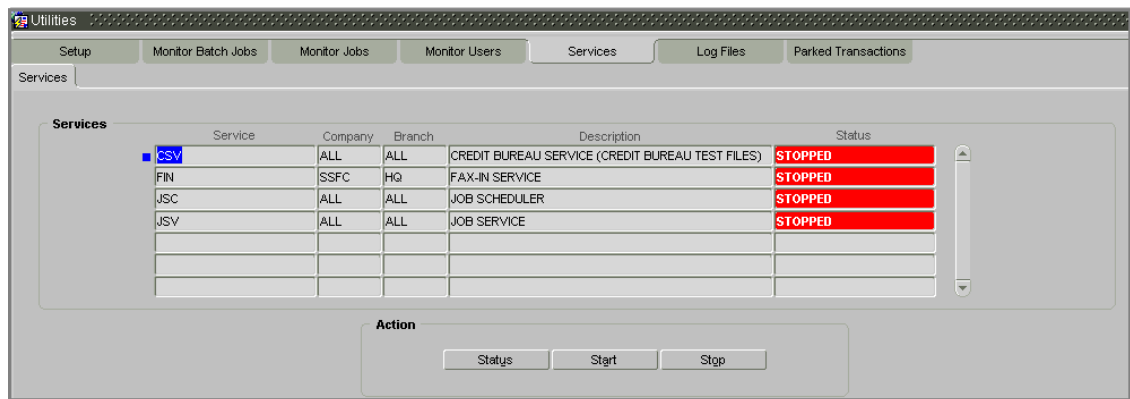 Utilities
Setup Monitor Batch Jobs Monitor Jobs Monitor Users Services Log Files Parked Transactions
Services
Services
Service Company Branch Description Status
CSV ALL ALL CREDIT BUREAU SERVICE (CREDIT BUREAU TEST FILES) STOPPED
FIN SSFC HQ FAX-IN SERVICE STOPPED
JSC ALL ALL JOB SCHEDULER STOPPED
JSV ALL ALL JOB SERVICE STOPPED
Action
Status Start Stop